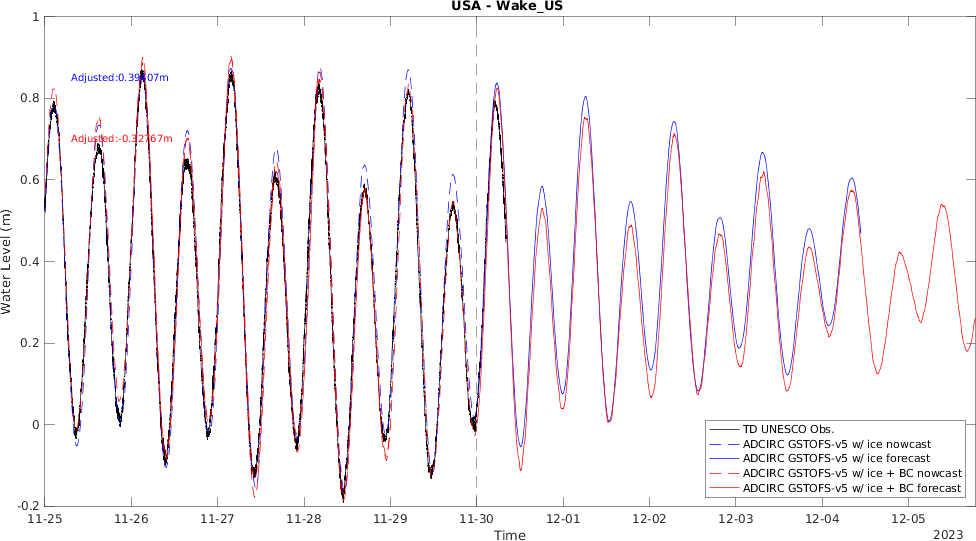 USA - Wake_US
1
0.8
0.6
0.4
0.2
0
-0.2
Water Level (m)
Adjusted:-0.32767m
TD UNESCO Obs.
ADCIRC GSTOFS-v5 w/ ice nowcast
ADCIRC GSTOFS-v5 w/ ice forecast
ADCIRC GSTOFS-v5 w/ ice + BC nowcast
ADCIRC GSTOFS-v5 w/ ice + BC forecast
11-25 11-26 11-27 11-28 11-29 11-30 12-01 12-02 12-03 12-04 12-05
Time
2023